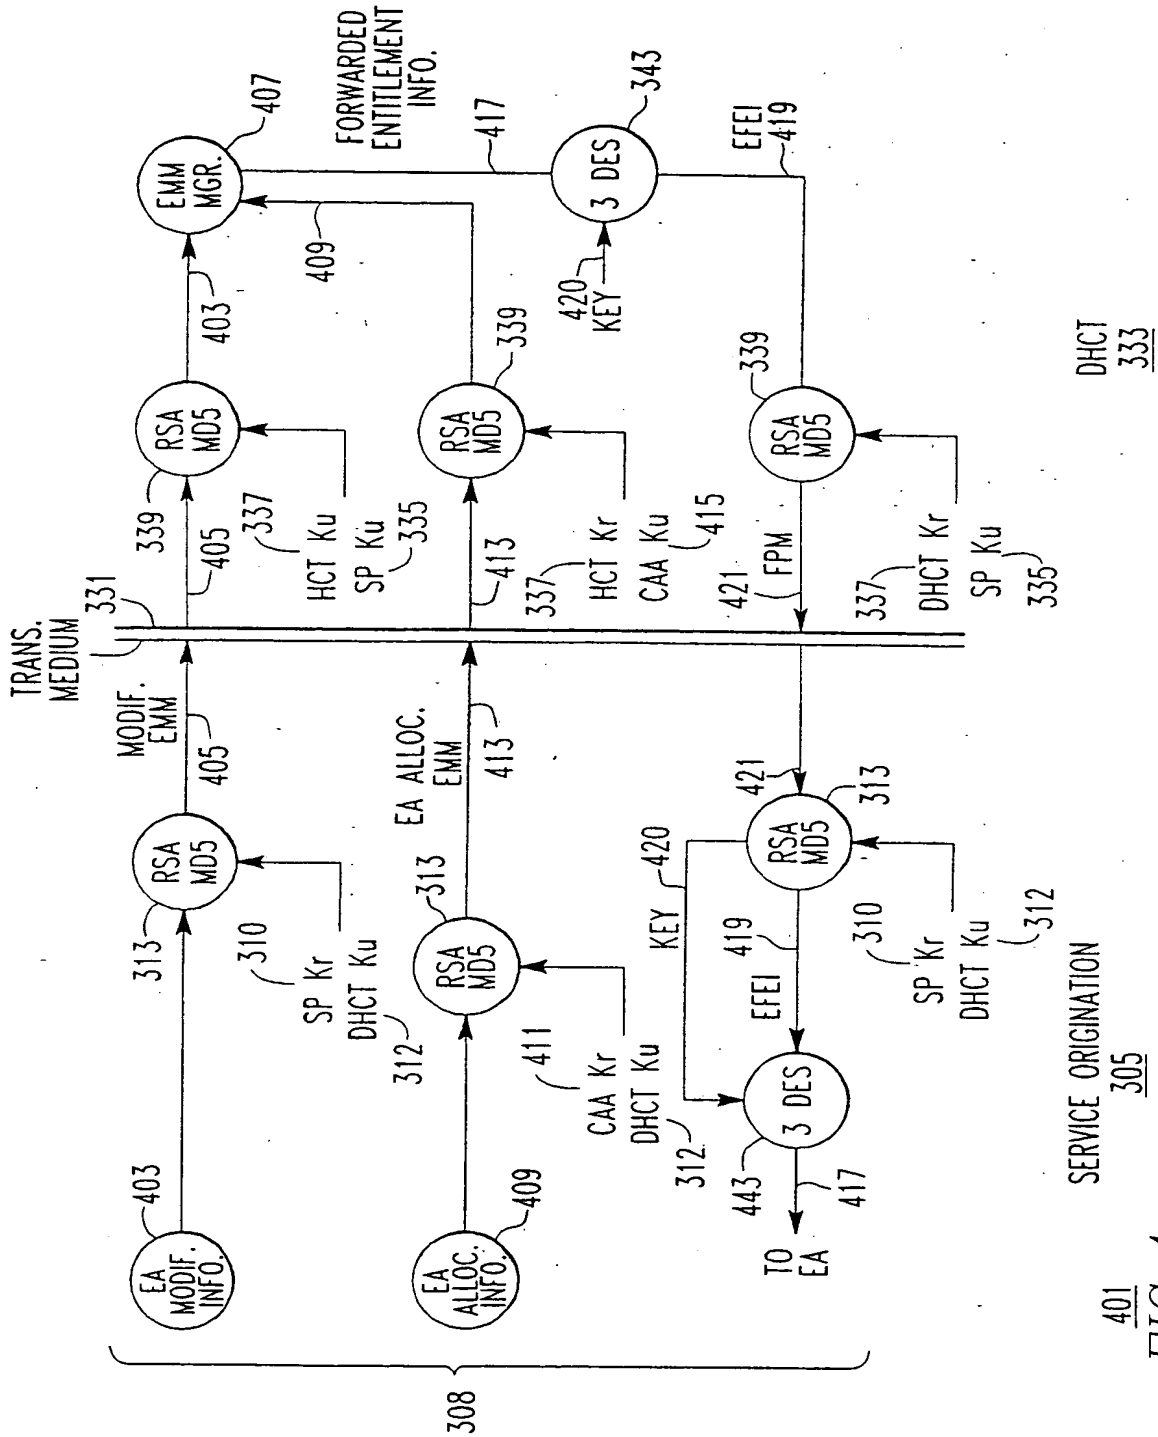 308
TRANS.
MEDIUM
331
403
EA
MODIF.
INFO.
313
RSA
MD5
310
SP Kr
DHCT Ku
312
MODIF.
EMM
405
405
339
RSA
MD5
337
HCT Ku
SP Ku
335
403
EMM
MGR.
407
409
FORWARDED
ENTITLEMENT
INFO.
417
EA
ALLOC.
INFO.
409
RSA
MD5
313
411
CAA Kr
DHCT Ku
312
EA ALLOC.
EMM
413
413
RSA
MD5
339
337
HCT Kr
CAA Ku
415
420
KEY
3 DES
343
EFEI
419
TO
EA
417
443
3 DES
KEY
420
EFEI
419
RSA
MD5
313
421
310
SP Kr
DHCT Ku
312
421
FPM
RSA
MD5
339
337
DHCT Kr
SP Ku
335
SERVICE ORIGINATION
305
DHCT
333
401
FIG.